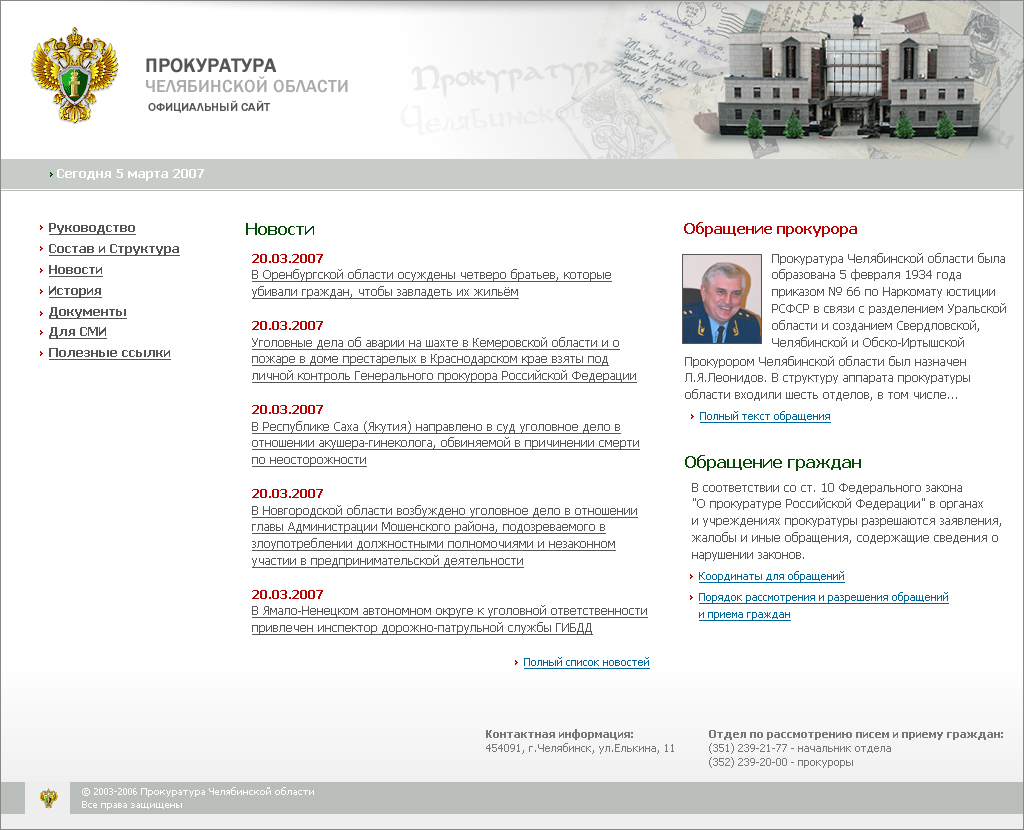 ПРОКУРАТУРА
ЧЕЛЯБИНСКОЙ ОБЛАСТИ
ОФИЦИАЛЬНЫЙ САЙТ
Прокуратура
Челябинской
Сегодня 5 марта 2007
Руководство
Состав и Структура
Новости
История
Документы
Для СМИ
Полезные ссылки
Новости
20.03.2007
В Оренбургской области осуждены четверо братьев, которые
убивали граждан, чтобы завладеть их жильём
20.03.2007
Уголовные дела об аварии на шахте в Кемеровской области и о
пожаре в доме престарелых в Краснодарском крае взяты под
личной контроль Генерального прокурора Российской Федерации
20.03.2007
В Республике Саха (Якутия) направлено в суд уголовное дело в
отношении акушера-гинеколога, обвиняемой в причинении смерти
по неосторожности
20.03.2007
В Новгородской области возбуждено уголовное дело в отношении
главы Администрации Мошенского района, подозреваемого в
злоупотреблении должностными полномочиями и незаконном
участии в предпринимательской деятельности
20.03.2007
В Ямало-Ненецком автономном округе к уголовной ответственности
привлечен инспектор дорожно-патрульной службы ГИБДД
Полный список новостей
Обращение прокурора
Прокуратура Челябинской области была
образована 5 февраля 1934 года
приказом № 66 по Наркомату юстиции
РСФСР в связи с разделением Уральской
области и созданием Свердловской,
Челябинской и Обско-Иртышской
Прокурором Челябинской области был назначен
Л.Я.Леонидов. В структуру аппарата прокуратуры
области входили шесть отделов, в том числе...
Полный текст обращения
Обращение граждан
В соответствии со ст. 10 Федерального закона
"О прокуратуре Российской Федерации" в органах
и учреждениях прокуратуры разрешаются заявления,
жалобы и иные обращения, содержащие сведения о
нарушении законов.
Координаты для обращений
Порядок рассмотрения и разрешения обращений
и приема граждан
Контактная информация:
454091, г.Челябинск, ул.Елькина, 11
Отдел по рассмотрению писем и приему граждан:
(351) 239-21-77 - начальник отдела
(352) 239-20-00 - прокуроры
© 2003-2006 Прокуратура Челябинской области
Все права защищены